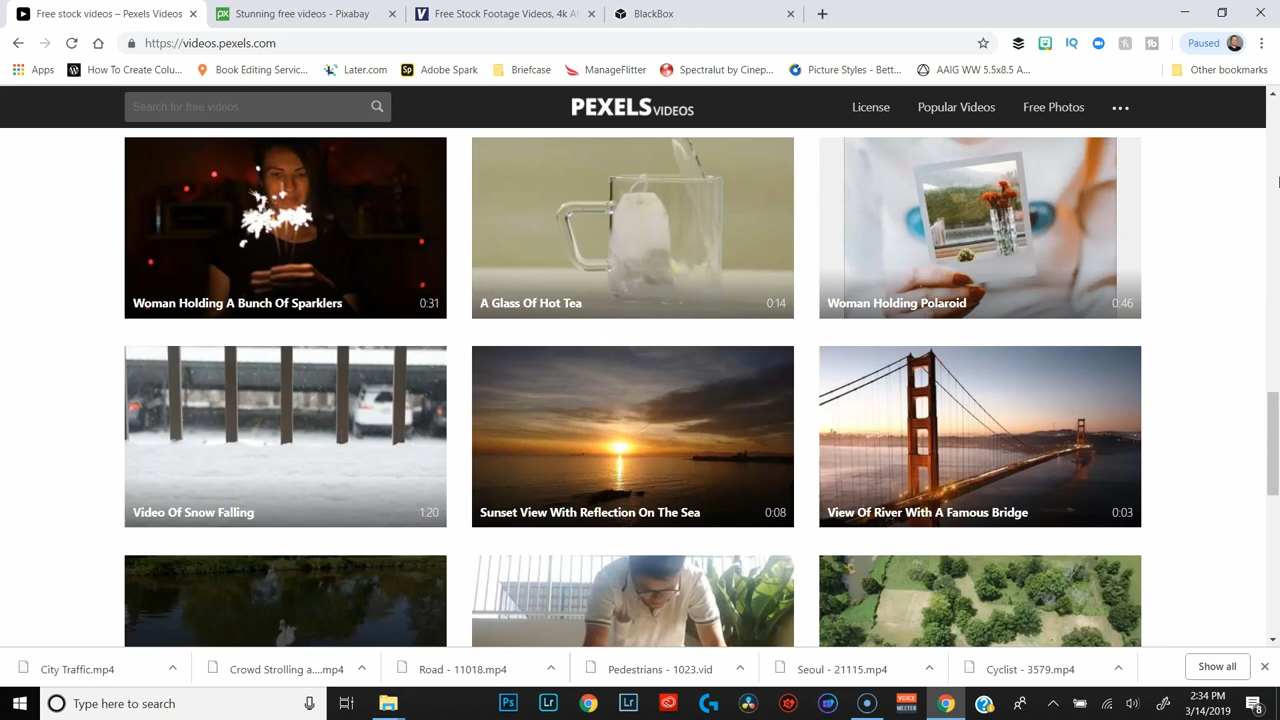 Free stock videos – Pexels Videos
Stunning free videos - Pixabay
Free Stock Footage Videos, 4k Af
BlackBox
https://videos.pexels.com
Paused
Apps
How To Create Colu...
Book Editing Servic...
Later.com
Adobe Spark
Briefcase
ManageFlitter
Spectralut by Cinep...
Picture Styles - Bett...
AAIG WW 5.5x8.5 A...
Other bookmarks
Search for free videos
PEXELS VIDEOS
License
Popular Videos
Free Photos
Woman Holding A Bunch Of Sparklers
0:31
A Glass Of Hot Tea
0:14
Woman Holding Polaroid
0:46
Video Of Snow Falling
1:20
Sunset View With Reflection On The Sea
0:08
View Of River With A Famous Bridge
0:03
City Traffic.mp4
Crowd Strolling a....mp4
Road - 11018.mp4
Pedestrians - 1023.vid
Seoul - 21115.mp4
Cyclist - 3579.mp4
Show all
Type here to search
2:34 PM
3/14/2019